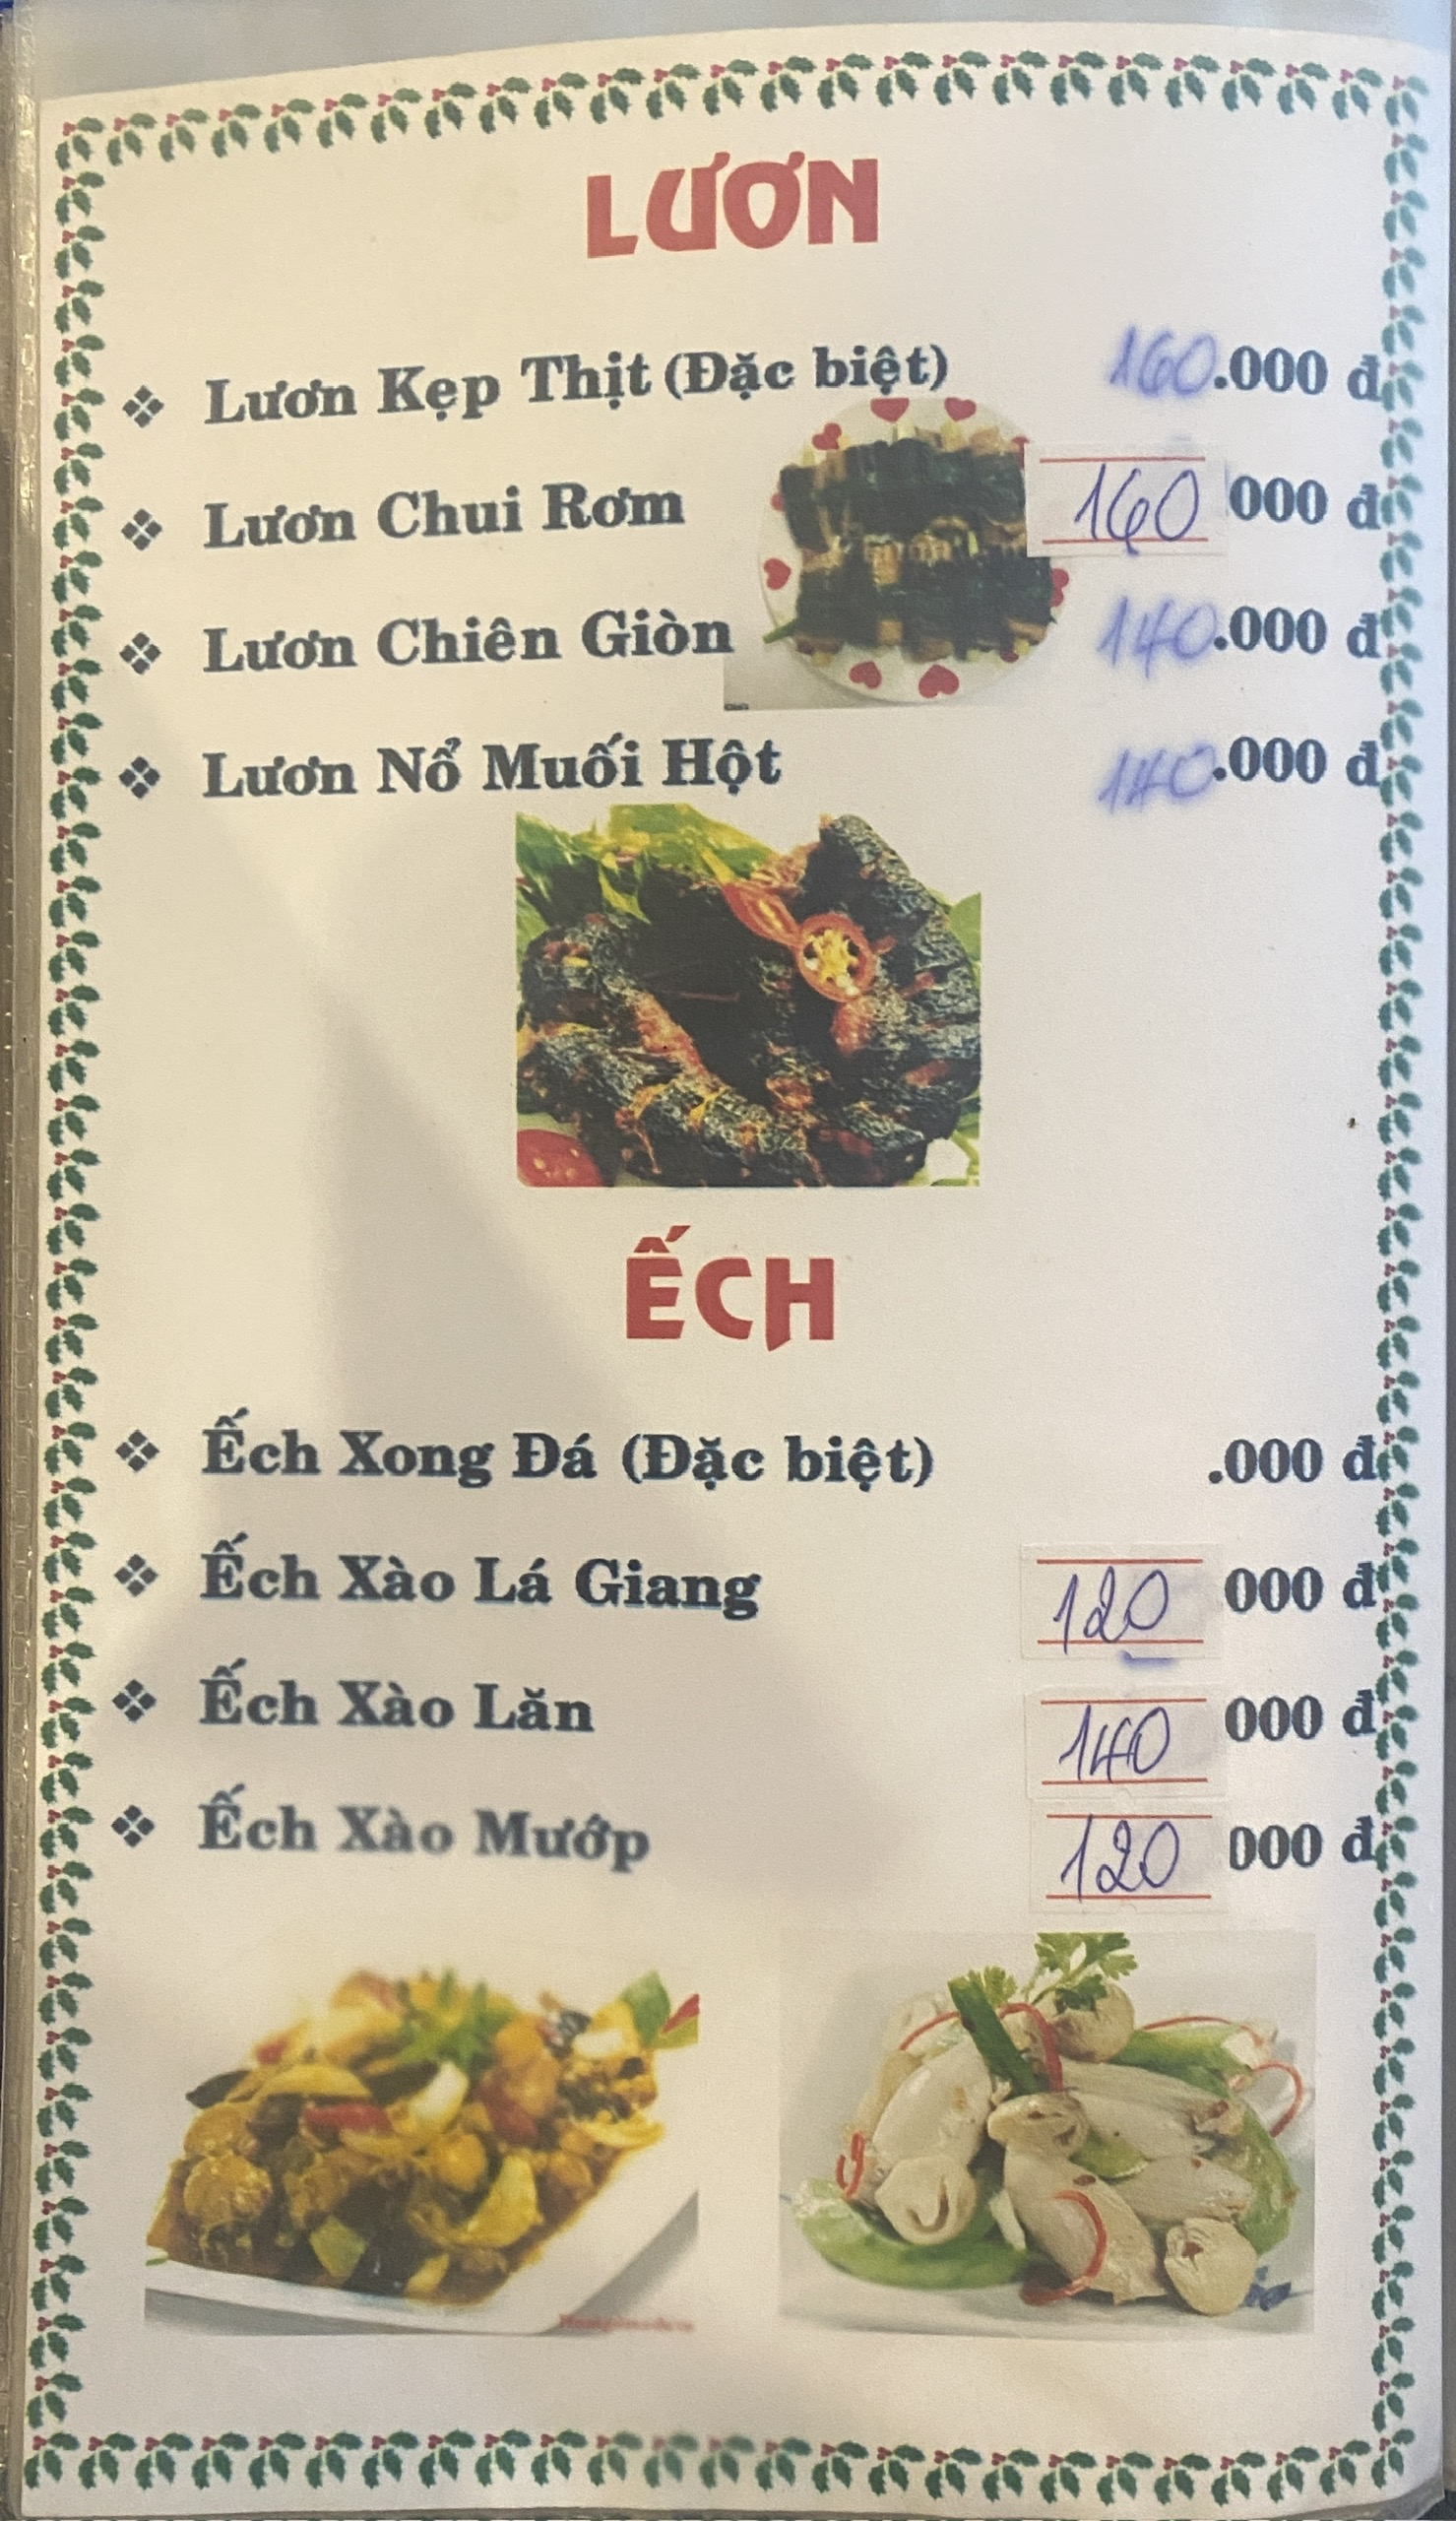 LƯƠN
❖ Lươn Kẹp Thịt (Đặc biệt) 160.000 đ
❖ Lươn Chui Rơm 160 000 đ
❖ Lươn Chiên Giòn 140.000 đ
❖ Lươn Nổ Muối Hột 140.000 đ
ẾCH
❖ Ếch Xong Đá (Đặc biệt) .000 đ
❖ Ếch Xào Lá Giang 120 000 đ
❖ Ếch Xào Lăn 140 000 đ
❖ Ếch Xào Mướp 120 000 đ